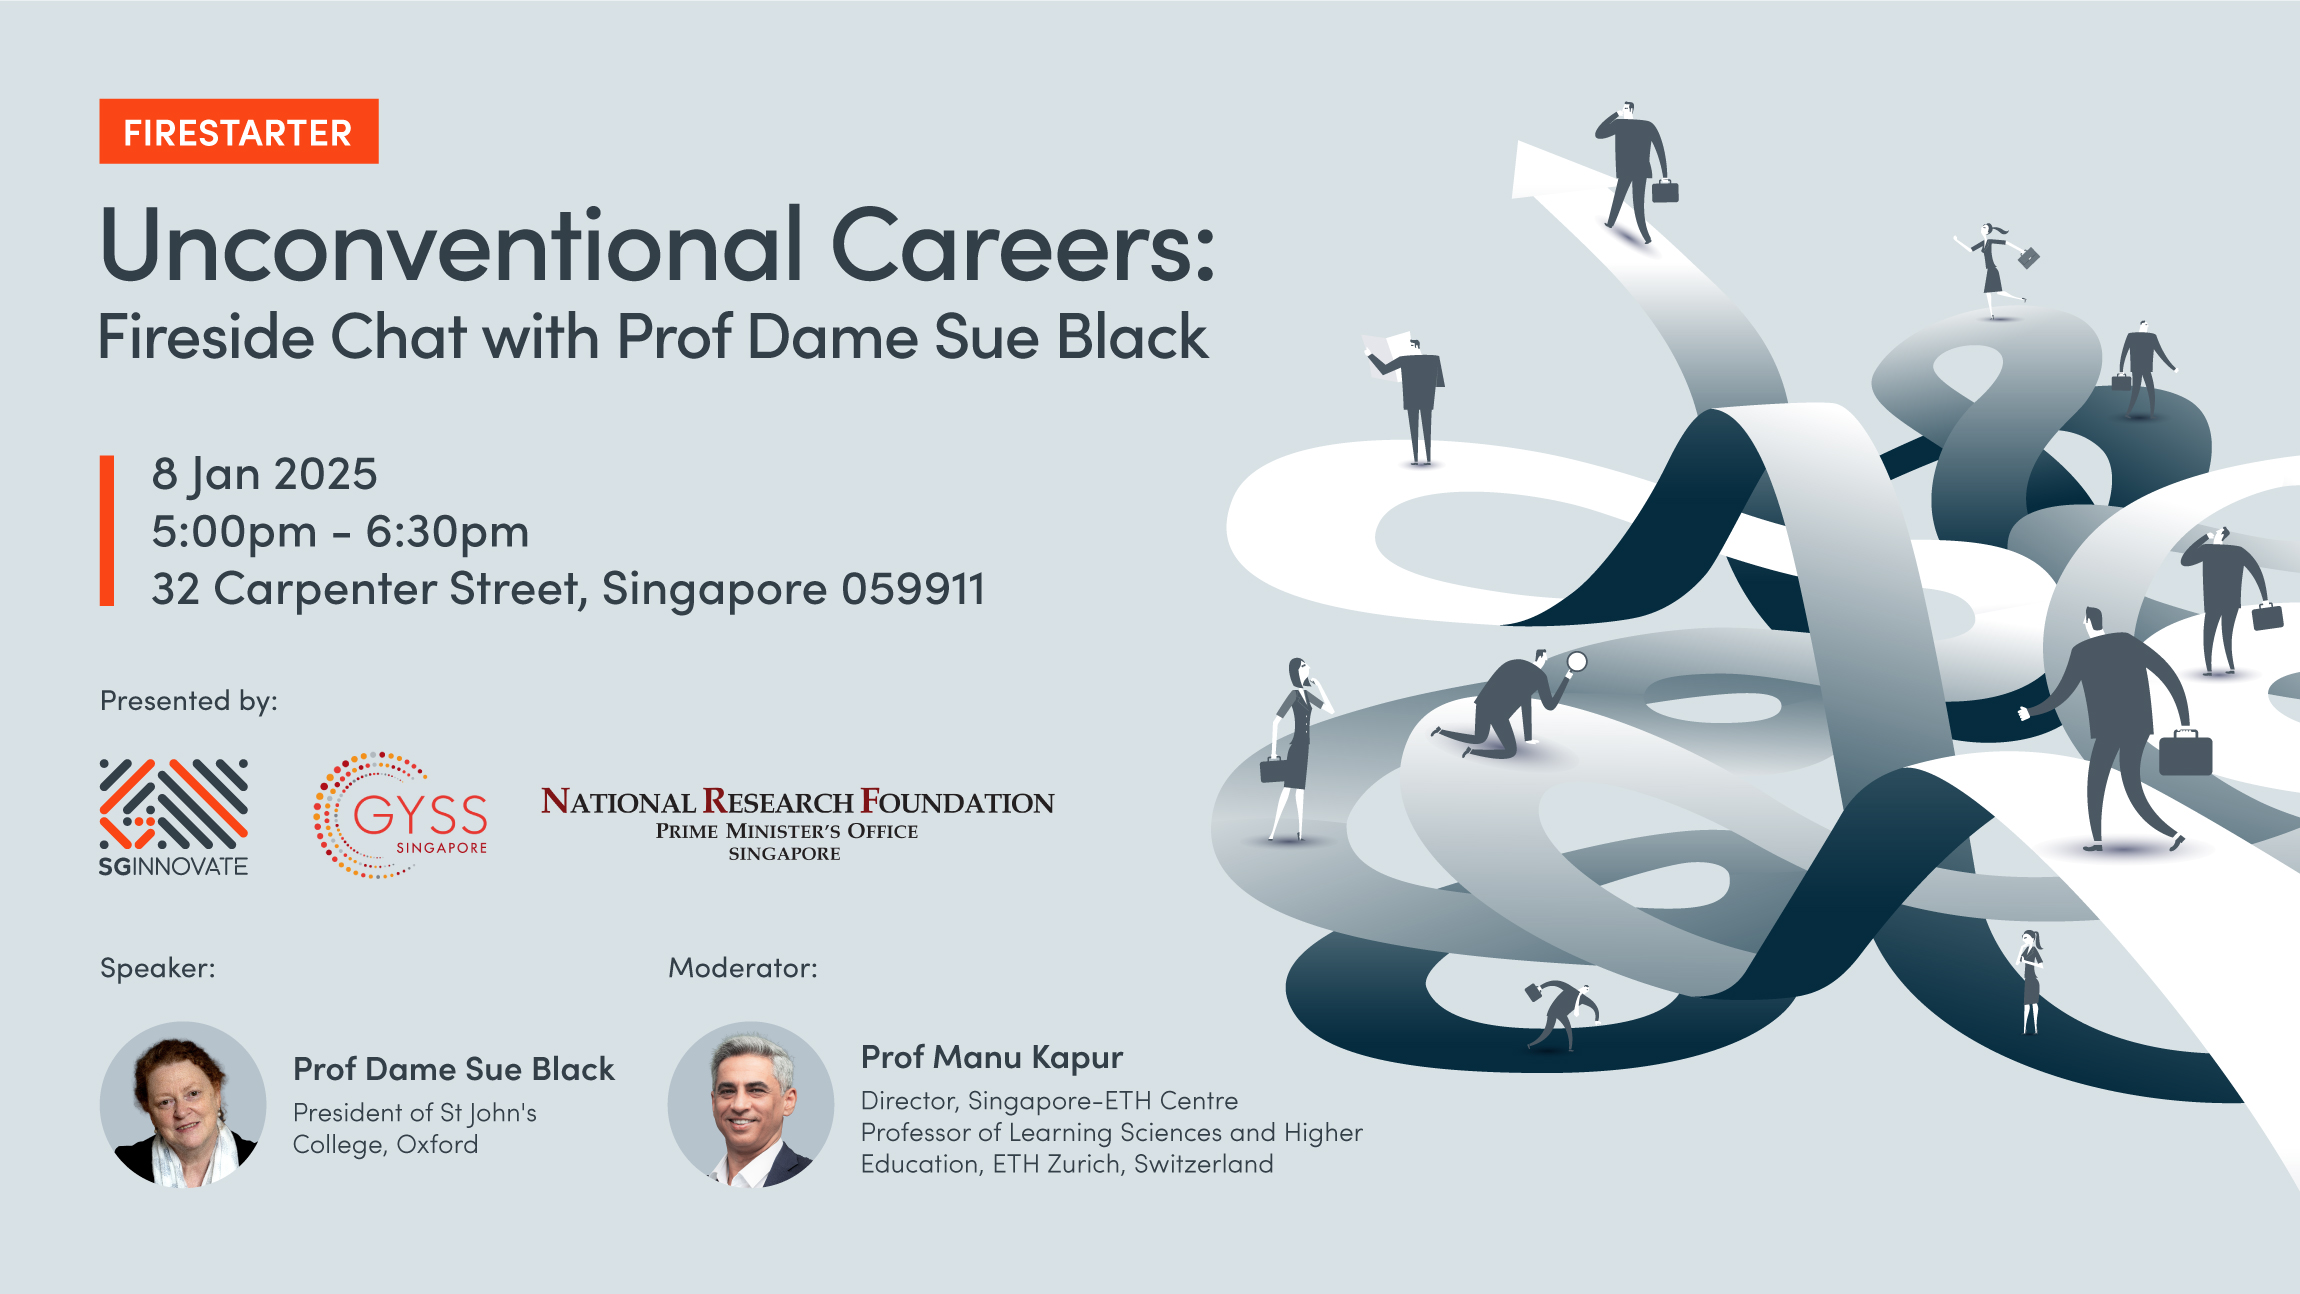 FIRESTARTER
Unconventional Careers:
Fireside Chat with Prof Dame Sue Black
8 Jan 2025
5:00pm - 6:30pm
32 Carpenter Street, Singapore 059911
Presented by:
SGINNOVATE
GYSS
SINGAPORE
NATIONAL RESEARCH FOUNDATION
PRIME MINISTER'S OFFICE
SINGAPORE
Speaker:
Prof Dame Sue Black
President of St John's
College, Oxford
Moderator:
Prof Manu Kapur
Director, Singapore-ETH Centre
Professor of Learning Sciences and Higher
Education, ETH Zurich, Switzerland